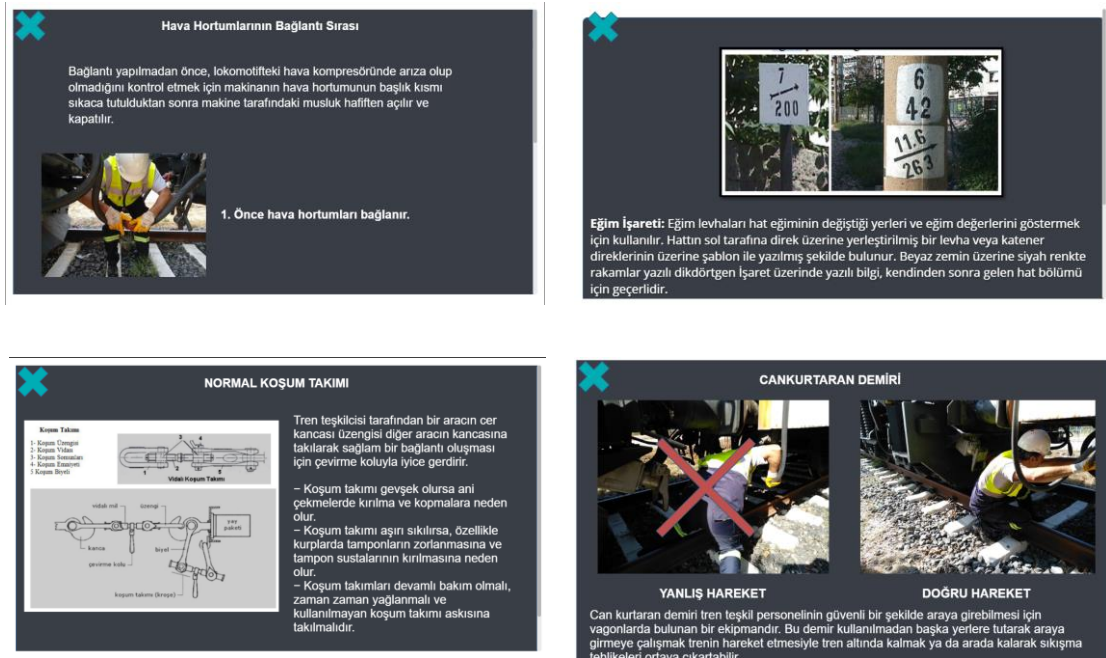 Hava Hortumlarının Bağlantı Sırası
Bağlantı yapılmadan önce, lokomotifteki hava kompresöründe arıza olup
olmadığını kontrol etmek için makinanın hava hortumunun başlık kısmı
sıkaca tutulduktan sonra makine tarafındaki musluk hafiften açılır ve
kapatılır.
1. Önce hava hortumları bağlanır.
7
200
6
42
11.6
263
Eğim İşareti: Eğim levhaları hat eğiminin değiştiği yerleri ve eğim değerlerini göstermek
için kullanılır. Hattın sol tarafına direk üzerine yerleştirilmiş bir levha veya katener
direklerinin üzerine şablon ile yazılmış şekilde bulunur. Beyaz zemin üzerine siyah renkte
rakamlar yazılı dikdörtgen İşaret üzerinde yazılı bilgi, kendinden sonra gelen hat bölümü
için geçerlidir.
NORMAL KOŞUM TAKIMI
Koşum Takımı
1- Koşum Üzengisi
2- Koşum Vidası
3- Koşum Somunları
4- Koşum Emniyeti
5 Koşum Biyeli
3
4
1
2
5
Vidalı Koşum Takımı
vidalı mil
üzengi
yay
paketi
kanca
biyel
çevirme kolu
koşum takımı (kroşe)
Tren teşkilcisi tarafından bir aracın cer
kancası üzengisi diğer aracın kancasına
takılarak sağlam bir bağlantı oluşması
için çevirme koluyla iyice gerdirir.
– Koşum takımı gevşek olursa ani
çekmelerde kırılma ve kopmalara neden
olur.
– Koşum takımı aşırı sıkılırsa, özellikle
kurplarda tamponların zorlanmasına ve
tampon sustalarının kırılmasına neden
olur.
– Koşum takımları devamlı bakım olmalı,
zaman zaman yağlanmalı ve
kullanılmayan koşum takımı askısına
takılmalıdır.
CANKURTARAN DEMİRİ
YANLIŞ HAREKET
DOĞRU HAREKET
Can kurtaran demiri tren teşkil personelinin güvenli bir şekilde araya girebilmesi için
vagonlarda bulunan bir ekipmandır. Bu demir kullanılmadan başka yerlere tutarak araya
girmeye çalışmak trenin hareket etmesiyle tren altında kalmak ya da arada kalarak sıkışma
tehlikeleri ortaya çıkartabilir.